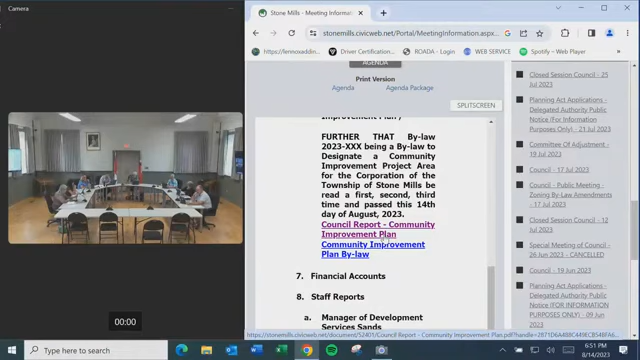 Camera
Stone Mills - Meeting Informati
stonemills.civicweb.net/Portal/MeetingInformation.aspx...
https://lennoxaddin...
Driver Certification...
ROADA - Login
WEB SERVICE
Spotify – Web Player
AGENDA
Print Version
Agenda
Agenda Package
SPLITSCREEN
Improvement Plan)
FURTHER THAT By-law
2023-XXX being a By-law to
Designate a Community
Improvement Project Area
for the Corporation of the
Township of Stone Mills be
read a first, second, third
time and passed this 14th
day of August, 2023.
Council Report - Community
Improvement Plan
Community Improvement
Plan By-law
7. Financial Accounts
8. Staff Reports
a. Manager of Development
Services Sands
Closed Session Council - 25
Jul 2023
Planning Act Applications -
Delegated Authority Public
Notice (For Information
Purposes Only) - 21 Jul 2023
Committee of Adjustment -
19 Jul 2023
Council - 17 Jul 2023
Council - Public Meeting -
Zoning By-Law Amendments
- 17 Jul 2023
Closed Session Council - 12
Jul 2023
Special Meeting of Council -
26 Jun 2023 - CANCELLED
Council - 19 Jun 2023
Planning Act Applications -
Delegated Authority Public
Notice (FOR INFORMATION
PURPOSES ONLY) - 09 Jun
2023
00:00
Type here to search
6:51 PM
8/14/2023